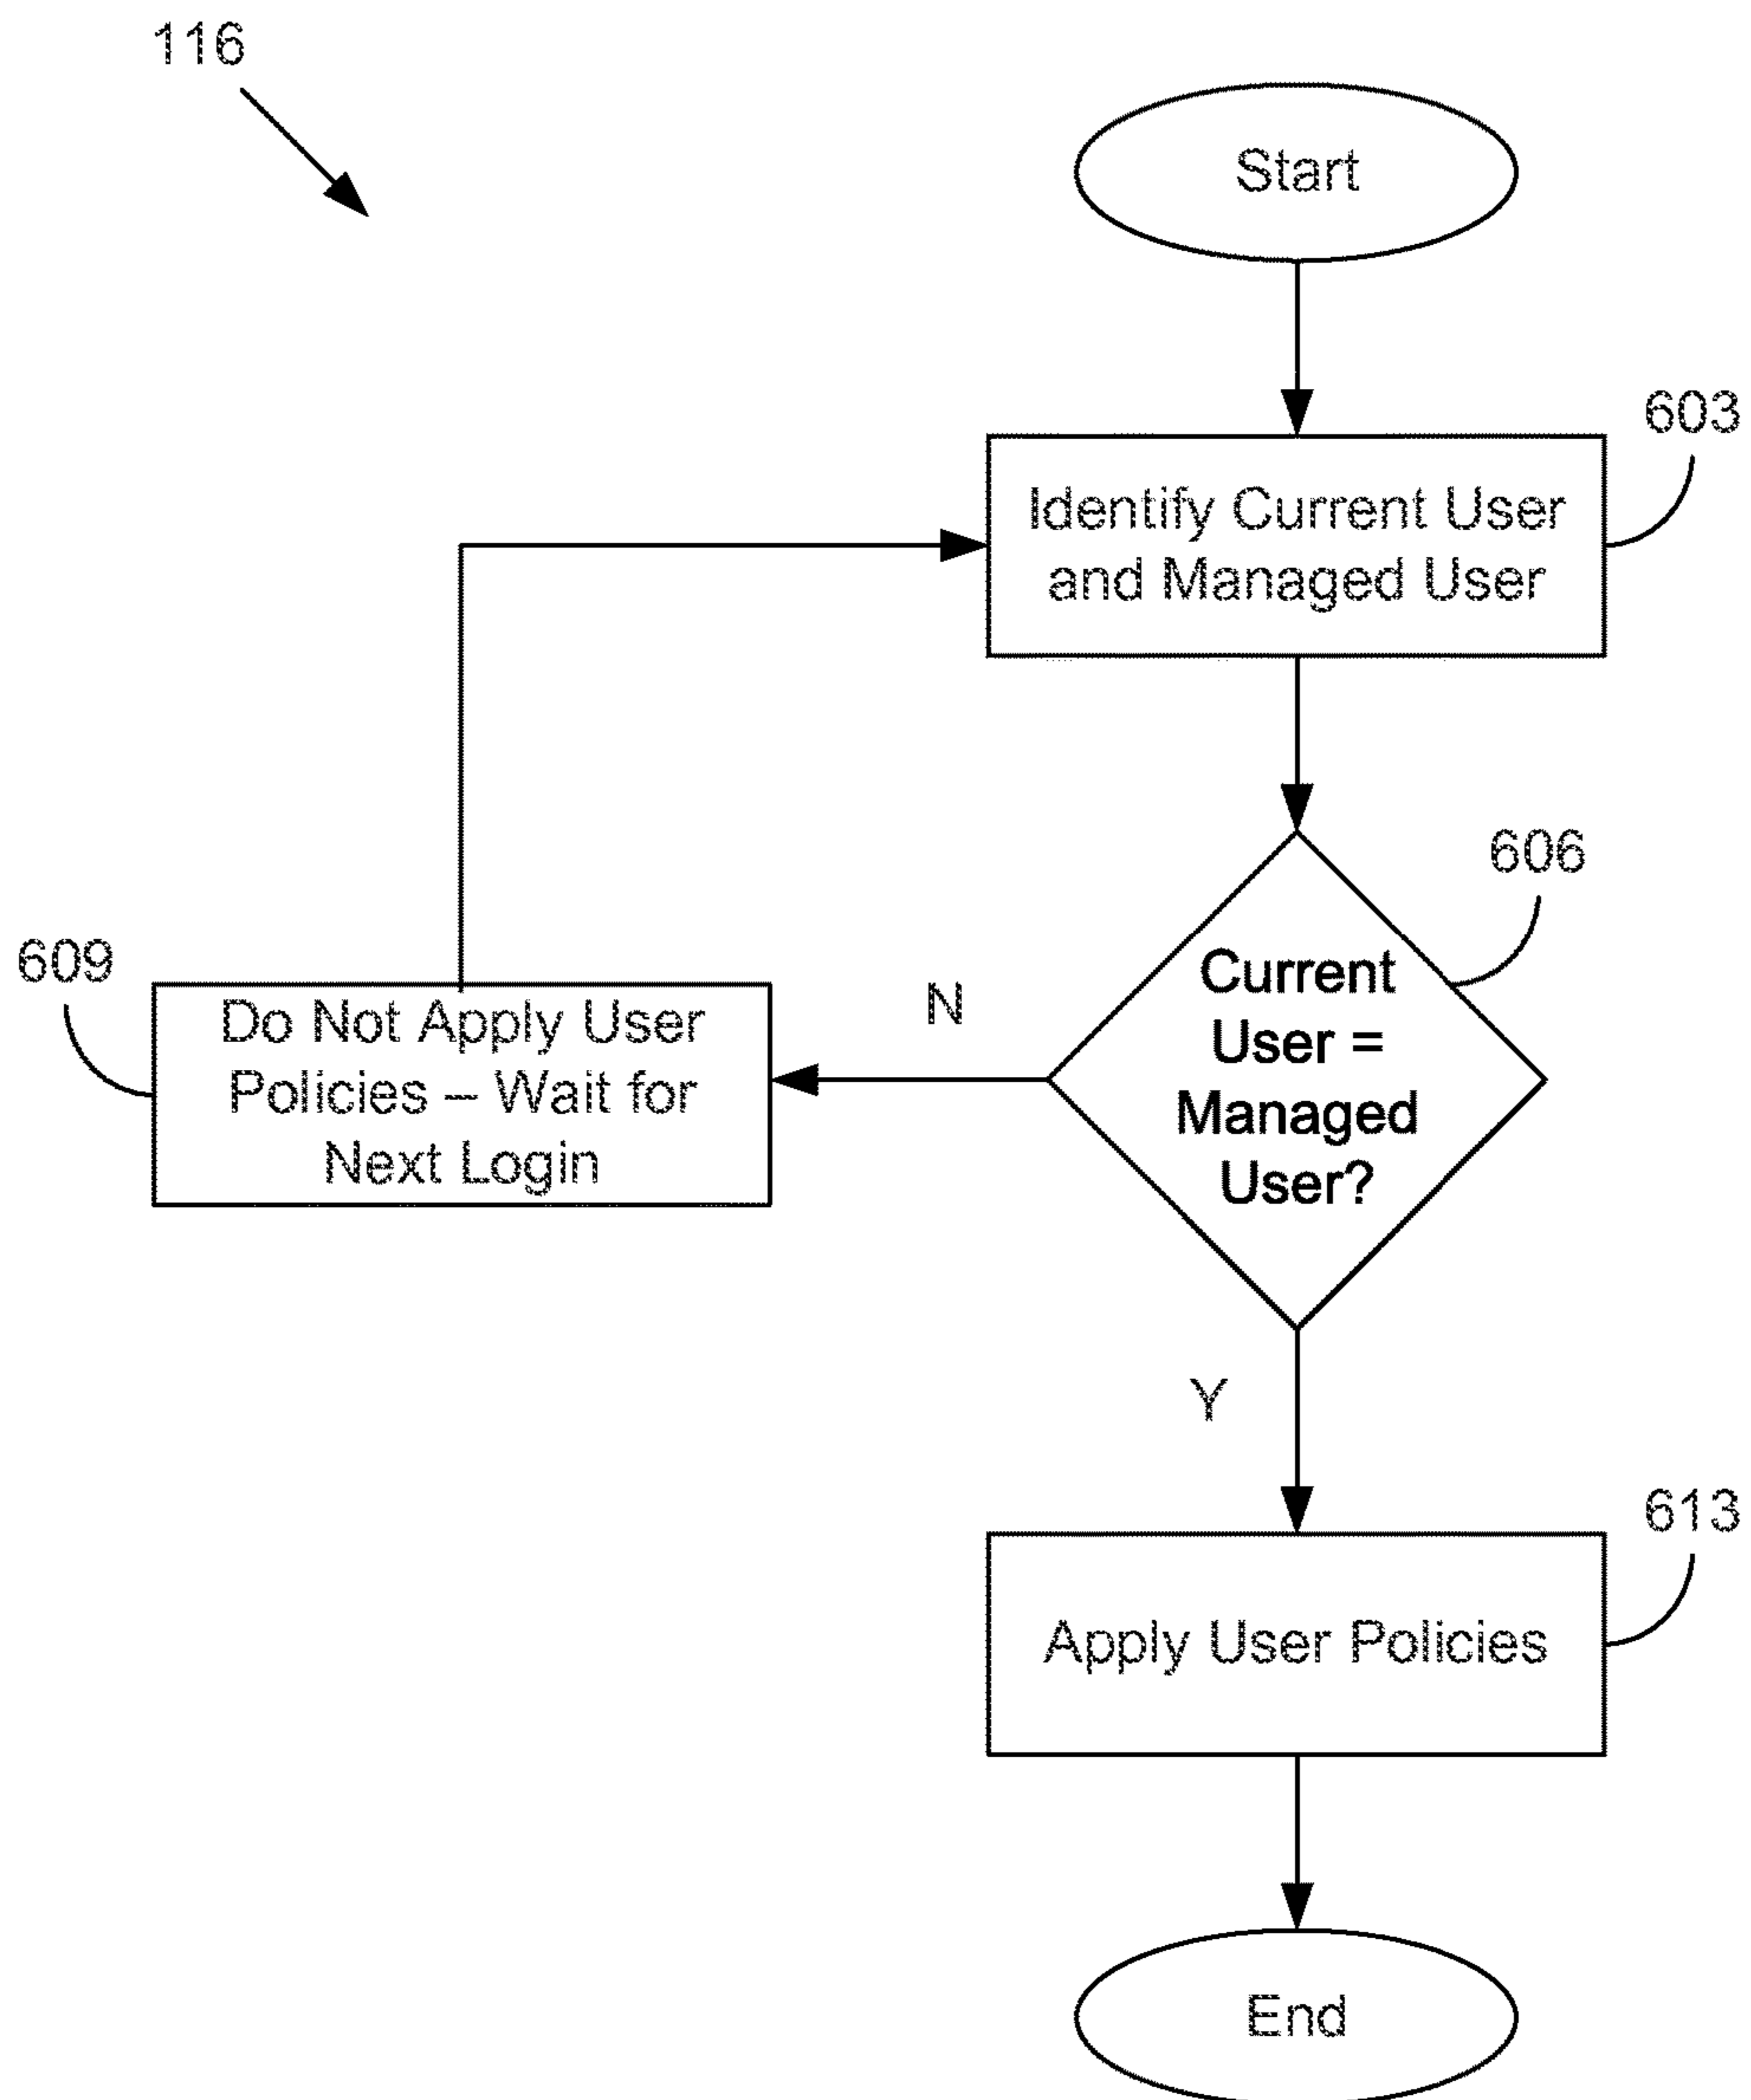 116
Start
603
Identify Current User
and Managed User
606
Current
User =
Managed
User?
N
609
Do Not Apply User
Policies – Wait for
Next Login
Y
613
Apply User Policies
End